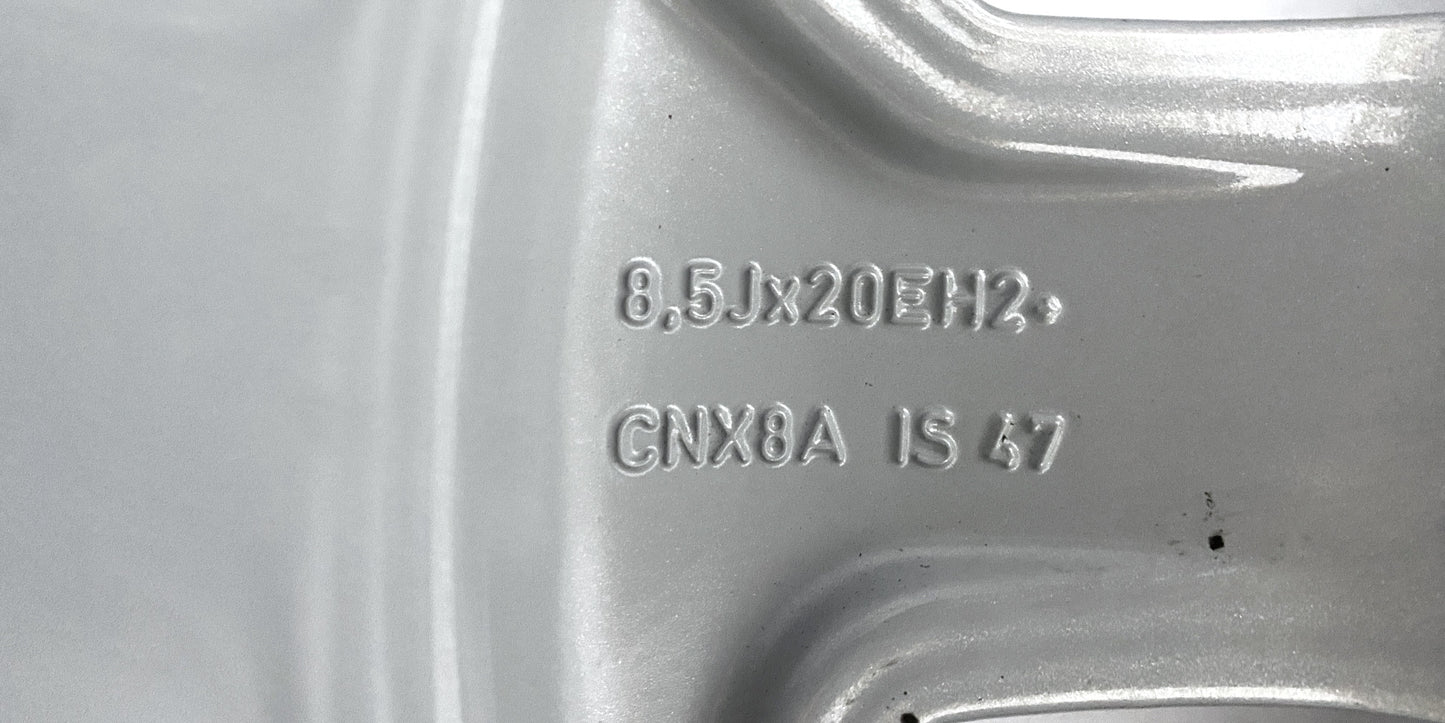 8,5Jx20EH2+
CNX8A IS 47